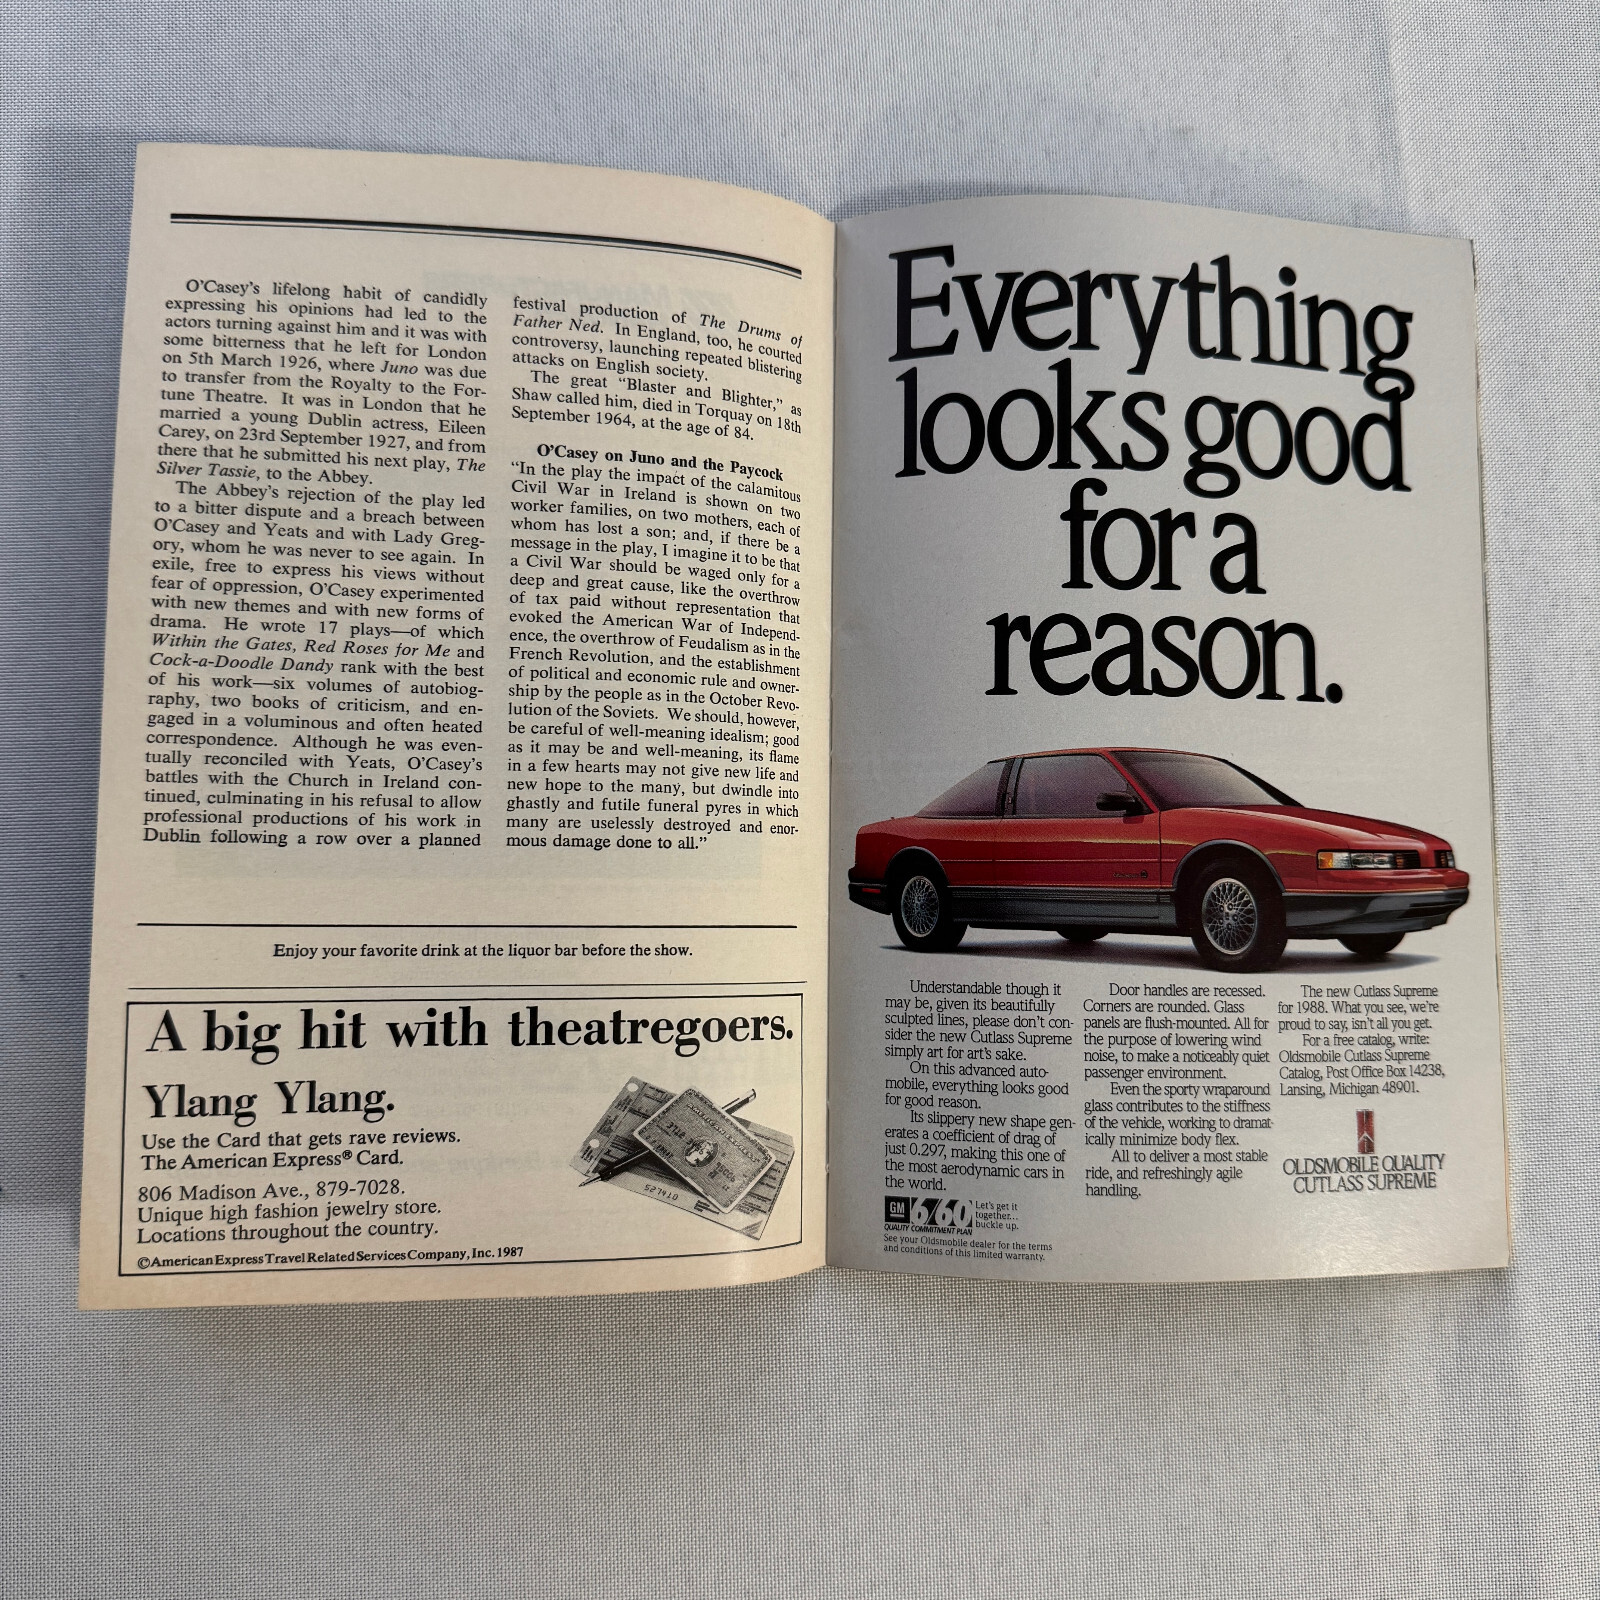 O'Casey's lifelong habit of candidly
expressing his opinions had led to the
actors turning against him and it was with
some bitterness that he left for London
on 5th March 1926, where Juno was due
to transfer from the Royalty to the For-
tune Theatre. It was in London that he
married a young Dublin actress, Eileen
Carey, on 23rd September 1927, and from
there that he submitted his next play, The
Silver Tassie, to the Abbey.
The Abbey's rejection of the play led
to a bitter dispute and a breach between
O'Casey and Yeats and with Lady Greg-
ory, whom he was never to see again. In
exile, free to express his views without
fear of oppression, O'Casey experimented
with new themes and with new forms of
drama. He wrote 17 plays—of which
Within the Gates, Red Roses for Me and
Cock-a-Doodle Dandy rank with the best
of his work—six volumes of autobiog-
raphy, two books of criticism, and en-
gaged in a voluminous and often heated
correspondence. Although he was even-
tually reconciled with Yeats, O'Casey's
battles with the Church in Ireland con-
tinued, culminating in his refusal to allow
professional productions of his work in
Dublin following a row over a planned
festival production of The Drums of
Father Ned. In England, too, he courted
controversy, launching repeated blistering
attacks on English society.
The great "Blaster and Blighter," as
Shaw called him, died in Torquay on 18th
September 1964, at the age of 84.
O'Casey on Juno and the Paycock
"In the play the impact of the calamitous
Civil War in Ireland is shown on two
worker families, on two mothers, each of
whom has lost a son; and, if there be a
message in the play, I imagine it to be that
a Civil War should be waged only for a
deep and great cause, like the overthrow
of tax paid without representation that
evoked the American War of Independ-
ence, the overthrow of Feudalism as in the
French Revolution, and the establishment
of political and economic rule and owner-
ship by the people as in the October Revo-
lution of the Soviets. We should, however,
be careful of well-meaning idealism; good
as it may be and well-meaning, its flame
in a few hearts may not give new life and
new hope to the many, but dwindle into
ghastly and futile funeral pyres in which
many are uselessly destroyed and enor-
mous damage done to all."
Enjoy your favorite drink at the liquor bar before the show.
A big hit with theatregoers.
Ylang Ylang.
Use the Card that gets rave reviews.
The American Express® Card.
806 Madison Ave., 879-7028.
Unique high fashion jewelry store.
Locations throughout the country.
©American Express Travel Related Services Company, Inc. 1987
Everything
looks good
for a
reason.
Understandable though it
may be, given its beautifully
sculpted lines, please don't con-
sider the new Cutlass Supreme
simply art for art's sake.
On this advanced auto-
mobile, everything looks good
for good reason.
Its slippery new shape gen-
erates a coefficient of drag of
just 0.297, making this one of
the most aerodynamic cars in
the world.
GM 6/60
QUALITY COMMITMENT PLAN
Let's get it
together...
buckle up.
See your Oldsmobile dealer for the terms
and conditions of this limited warranty.
Door handles are recessed.
Corners are rounded. Glass
panels are flush-mounted. All for
the purpose of lowering wind
noise, to make a noticeably quiet
passenger environment.
Even the sporty wraparound
glass contributes to the stiffness
of the vehicle, working to dramat-
ically minimize body flex.
All to deliver a most stable
ride, and refreshingly agile
handling.
The new Cutlass Supreme
for 1988. What you see, we're
proud to say, isn't all you get.
For a free catalog, write:
Oldsmobile Cutlass Supreme
Catalog, Post Office Box 14238,
Lansing, Michigan 48901.
OLDSMOBILE QUALITY
CUTLASS SUPREME